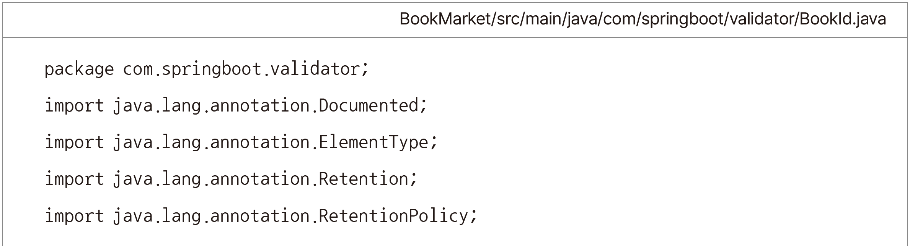 BookMarket/src/main/java/com/springboot/validator/BookId.java
package com.springboot.validator;
import java.lang.annotation.Documented;
import java.lang.annotation.ElementType;
import java.lang.annotation.Retention;
import java.lang.annotation.RetentionPolicy;